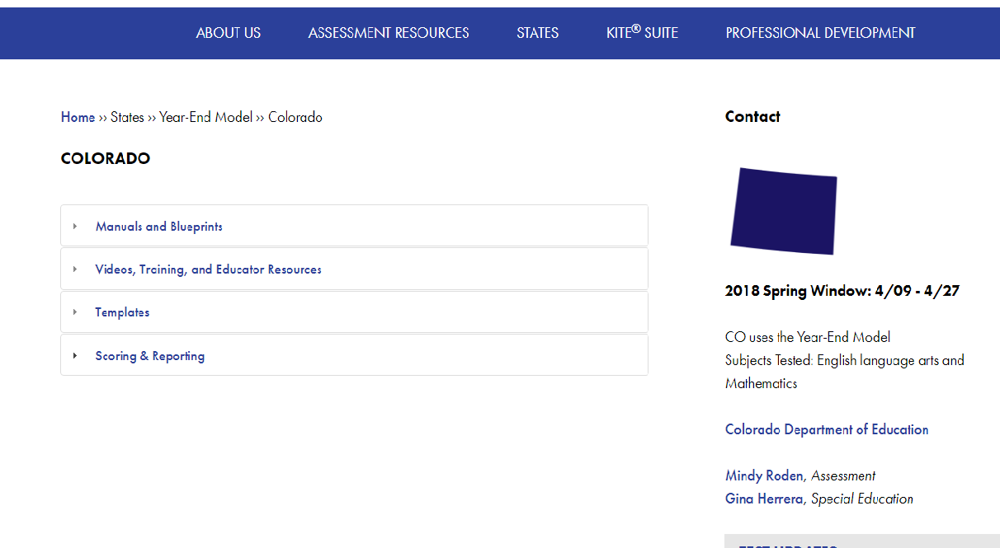 ABOUT US ASSESSMENT RESOURCES STATES KITE® SUITE PROFESSIONAL DEVELOPMENT
Home ›› States ›› Year-End Model ›› Colorado
COLORADO
Manuals and Blueprints
Videos, Training, and Educator Resources
Templates
Scoring & Reporting
Contact
2018 Spring Window: 4/09 - 4/27
CO uses the Year-End Model
Subjects Tested: English language arts and
Mathematics
Colorado Department of Education
Mindy Roden, Assessment
Gina Herrera, Special Education
TEST UPDATES